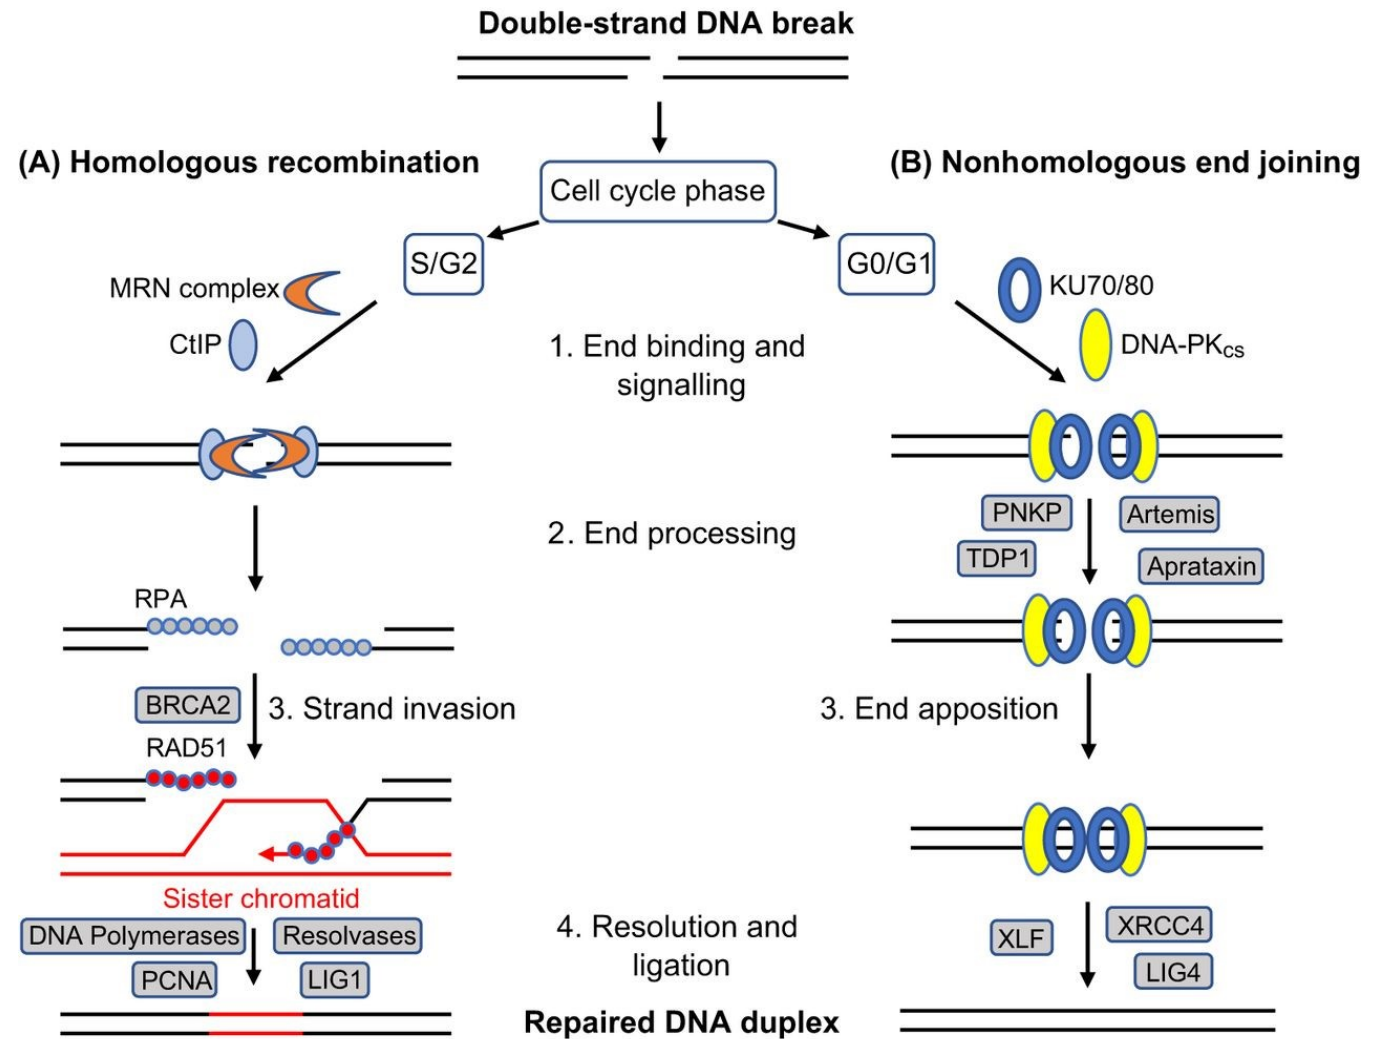 Double-strand DNA break
(A) Homologous recombination
(B) Nonhomologous end joining
Cell cycle phase
S/G2
G0/G1
MRN complex
CtIP
KU70/80
DNA-PKcs
1. End binding and
signalling
2. End processing
PNKP
Artemis
TDP1
Aprataxin
RPA
BRCA2
3. Strand invasion
RAD51
3. End apposition
Sister chromatid
DNA Polymerases
Resolvases
PCNA
LIG1
4. Resolution and
ligation
XLF
XRCC4
LIG4
Repaired DNA duplex